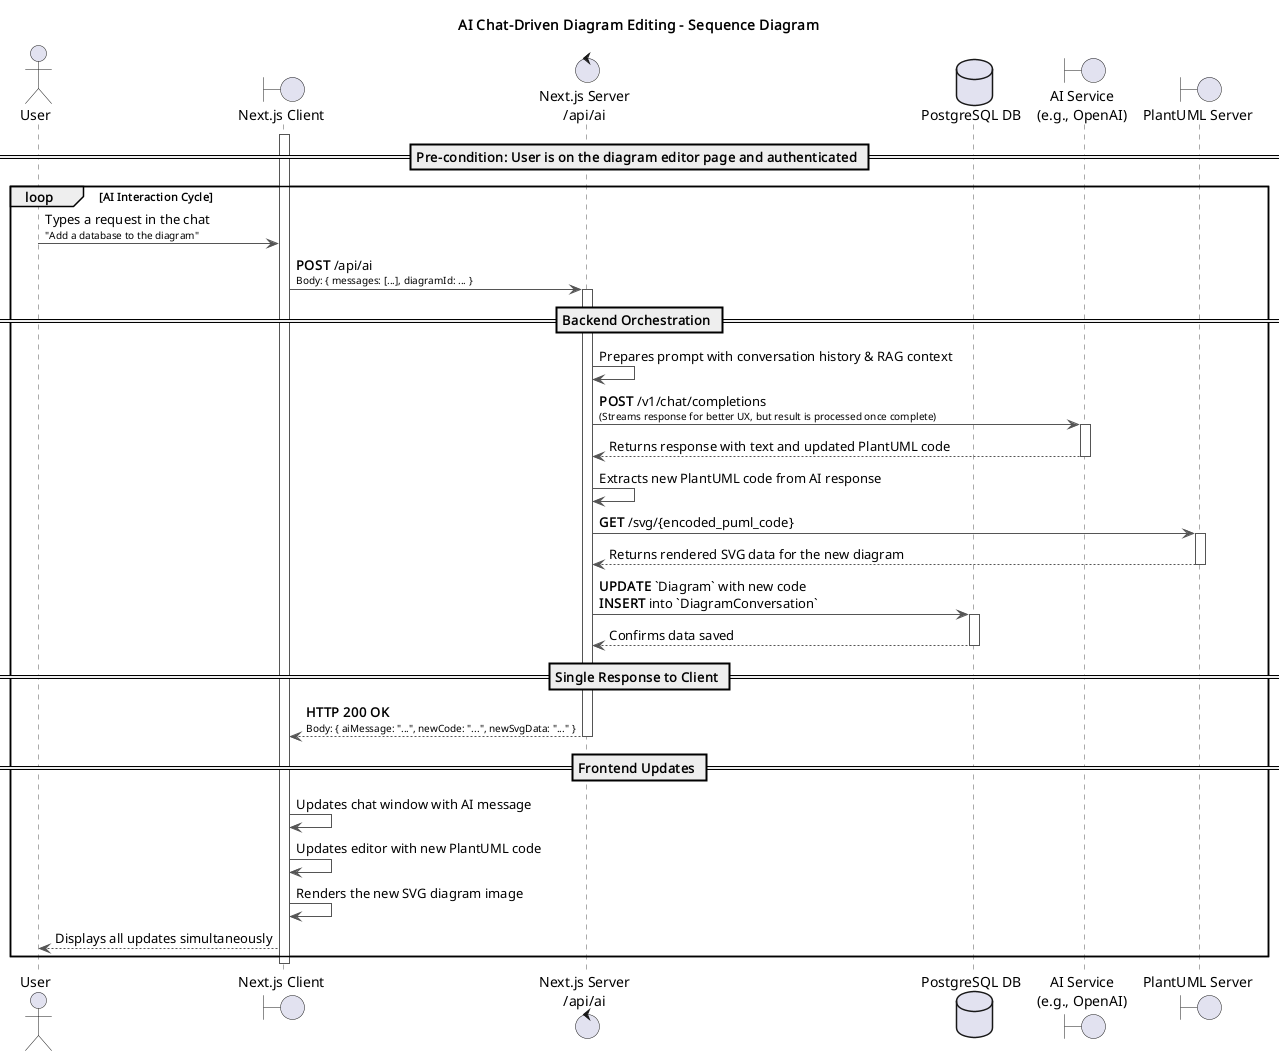 AI Chat-Driven Diagram Editing - Sequence Diagram
User
Next.js Client
Next.js Server
/api/ai
PostgreSQL DB
AI Service
(e.g., OpenAI)
PlantUML Server
Pre-condition: User is on the diagram editor page and authenticated
loop
[AI Interaction Cycle]
Types a request in the chat
"Add a database to the diagram"
POST /api/ai
Body: { messages: [...], diagramId: ... }
Backend Orchestration
Prepares prompt with conversation history & RAG context
POST /v1/chat/completions
(Streams response for better UX, but result is processed once complete)
Returns response with text and updated PlantUML code
Extracts new PlantUML code from AI response
GET /svg/{encoded_puml_code}
Returns rendered SVG data for the new diagram
UPDATE `Diagram` with new code
INSERT into `DiagramConversation`
Confirms data saved
Single Response to Client
HTTP 200 OK
Body: { aiMessage: "...", newCode: "...", newSvgData: "..." }
Frontend Updates
Updates chat window with AI message
Updates editor with new PlantUML code
Renders the new SVG diagram image
Displays all updates simultaneously
User
Next.js Client
Next.js Server
/api/ai
PostgreSQL DB
AI Service
(e.g., OpenAI)
PlantUML Server